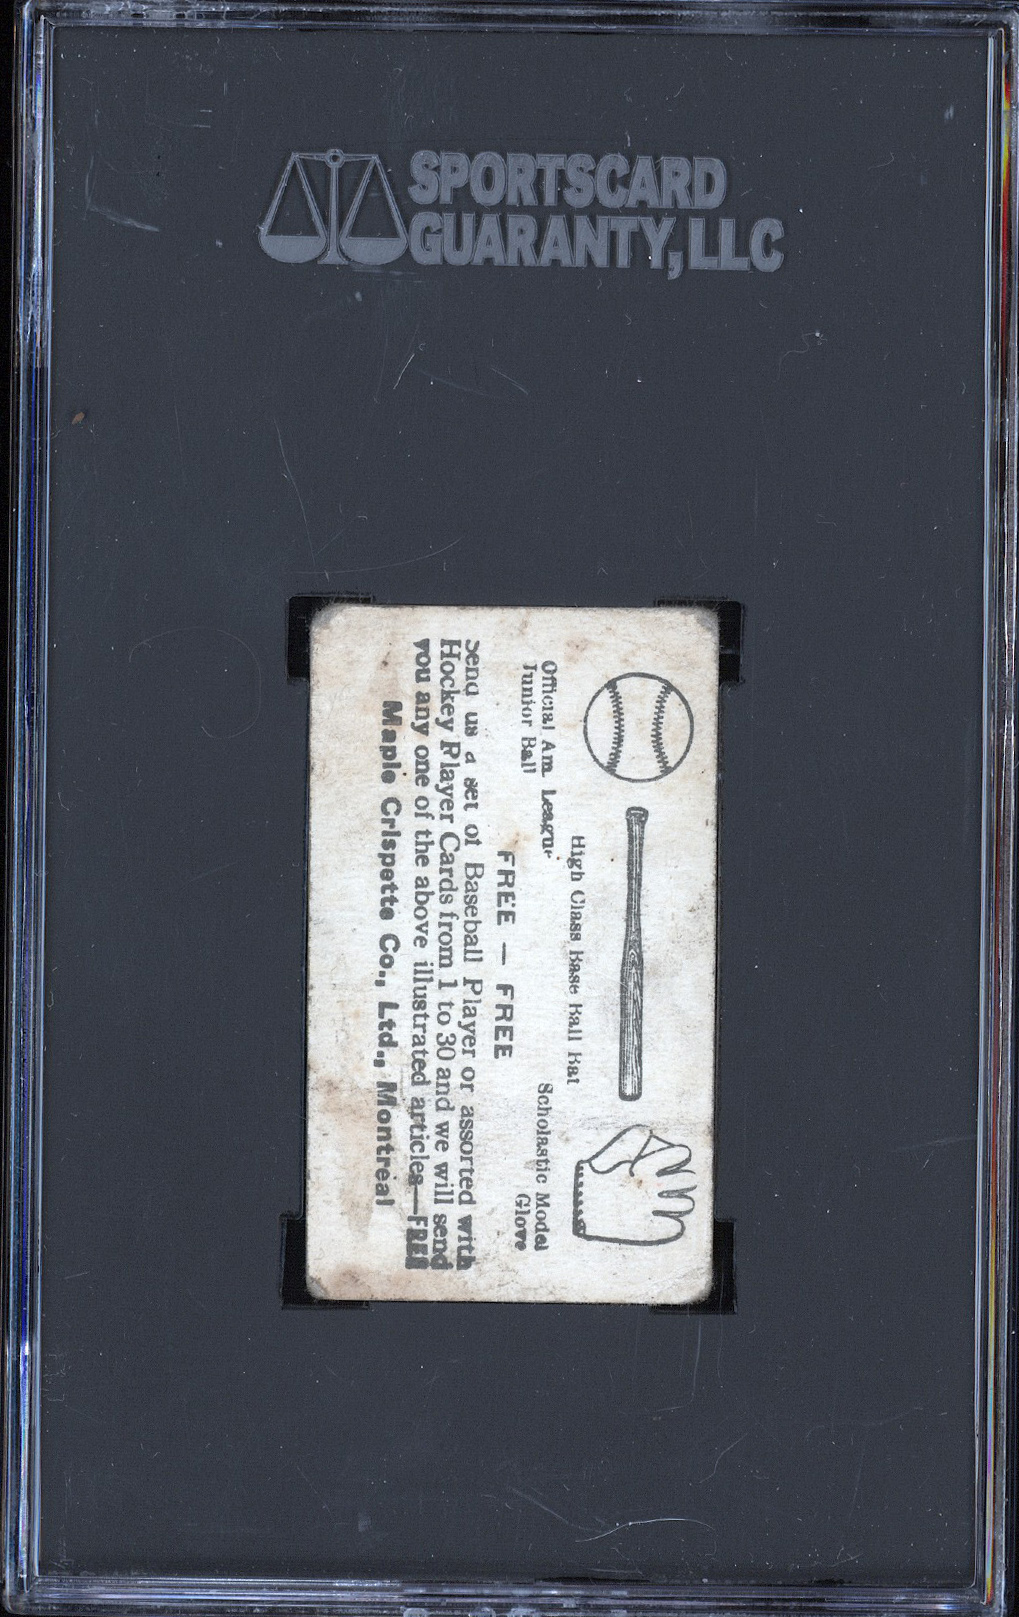 SPORTSCARD
GUARANTY, LLC
Official Am. League
Junior Ball
High Class Base Ball Bat
Scholastic Model
Glove
FREE — FREE
Send us a set of Baseball Player or assorted with
Hockey Player Cards from 1 to 30 and we will send
you any one of the above illustrated articles—FREE
Maple Crispette Co., Ltd., Montreal